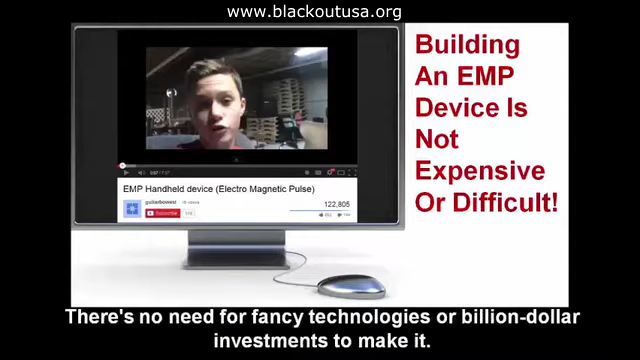 www.blackoutusa.org
Building
An EMP
Device Is
Not
Expensive
Or Difficult!
EMP Handheld device (Electro Magnetic Pulse)
Subscribe
122,805
There's no need for fancy technologies or billion-dollar
investments to make it.